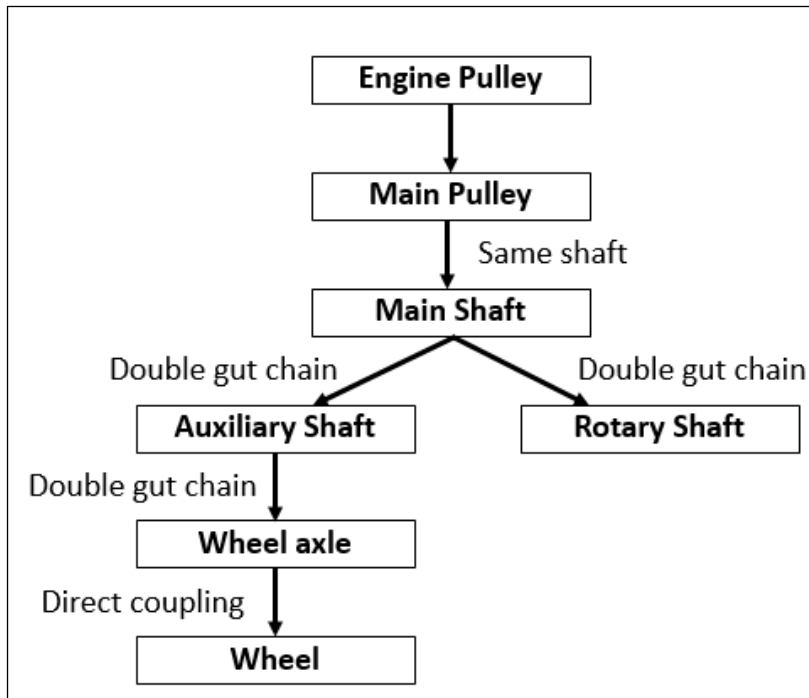 Engine Pulley
Main Pulley
Same shaft
Main Shaft
Double gut chain
Double gut chain
Auxiliary Shaft
Rotary Shaft
Double gut chain
Wheel axle
Direct coupling
Wheel